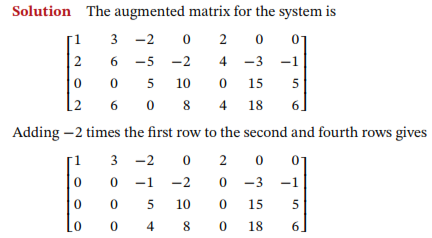 Solution The augmented matrix for the system is
1 3 −2 0 2 0 0
2 6 −5 −2 4 −3 −1
0 0 5 10 0 15 5
2 6 0 8 4 18 6
Adding −2 times the first row to the second and fourth rows gives
1 3 −2 0 2 0 0
0 0 −1 −2 0 −3 −1
0 0 5 10 0 15 5
0 0 4 8 0 18 6